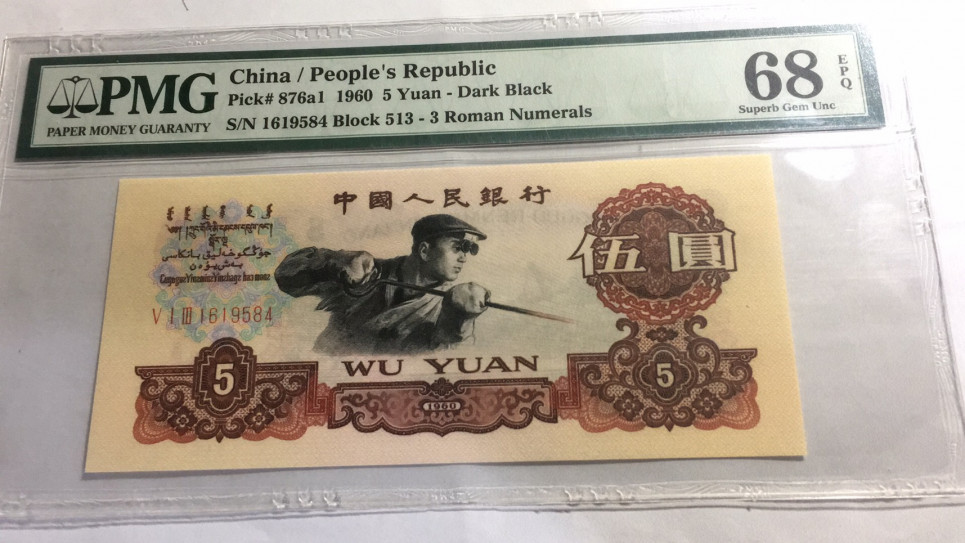 PMG
PAPER MONEY GUARANTY
China / People's Republic
Pick# 876a1 1960 5 Yuan - Dark Black
S/N 1619584 Block 513 - 3 Roman Numerals
68
EPQ
Superb Gem Unc
中國人民銀行
伍圓
V I III 1619584
WU YUAN
5
1960
5